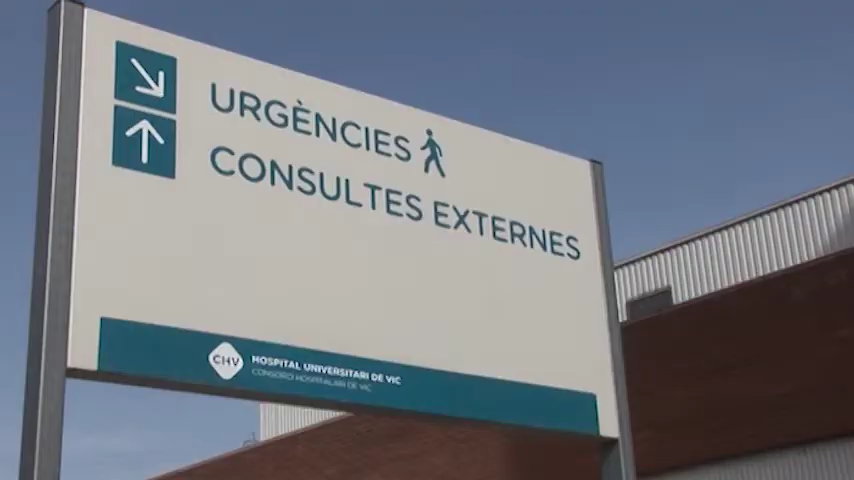 URGÈNCIES
CONSULTES EXTERNES
CHV
HOSPITAL UNIVERSITARI DE VIC
CONSORCI HOSPITALARI DE VIC